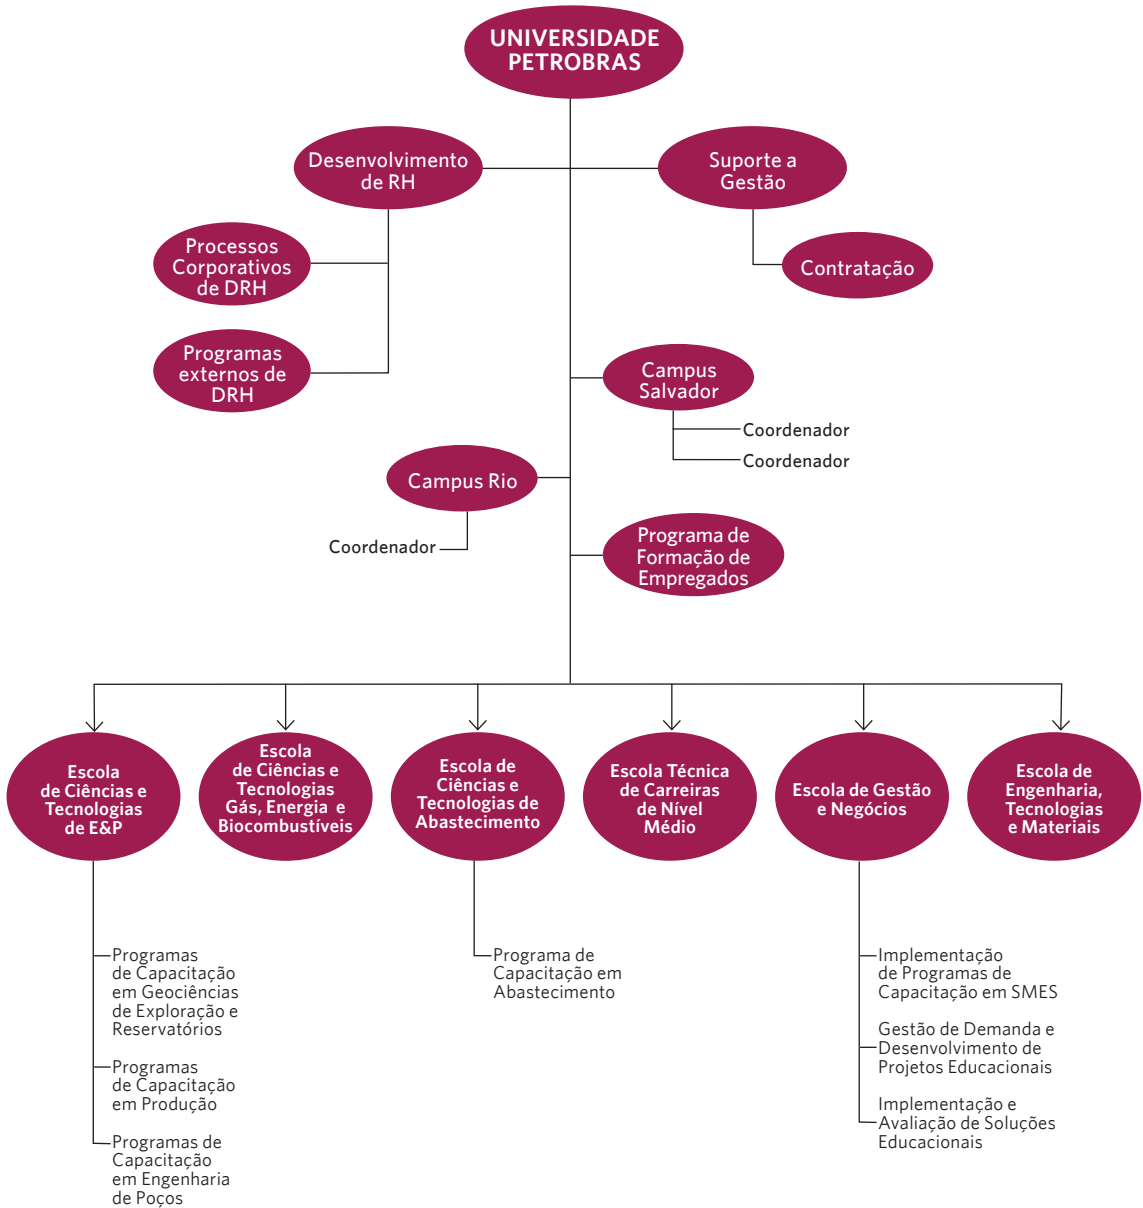 UNIVERSIDADE
PETROBRAS
Desenvolvimento
de RH
Suporte a
Gestão
Processos
Corporativos
de DRH
Contratação
Programas
externos de
DRH
Campus
Salvador
Coordenador
Coordenador
Campus Rio
Coordenador
Programa de
Formação de
Empregados
Escola
de Ciências e
Tecnologias
de E&P
Escola
de Ciências e
Tecnologias
Gás, Energia e
Biocombustíveis
Escola de
Ciências e
Tecnologias de
Abastecimento
Escola Técnica
de Carreiras
de Nível
Médio
Escola de Gestão
e Negócios
Escola de
Engenharia,
Tecnologias
e Materiais
Programas
de Capacitação
em Geociências
de Exploração e
Reservatórios
Programas
de Capacitação
em Produção
Programas de
Capacitação
em Engenharia
de Poços
Programa de
Capacitação em
Abastecimento
Implementação
de Programas de
Capacitação em SMES
Gestão de Demanda e
Desenvolvimento de
Projetos Educacionais
Implementação e
Avaliação de Soluções
Educacionais